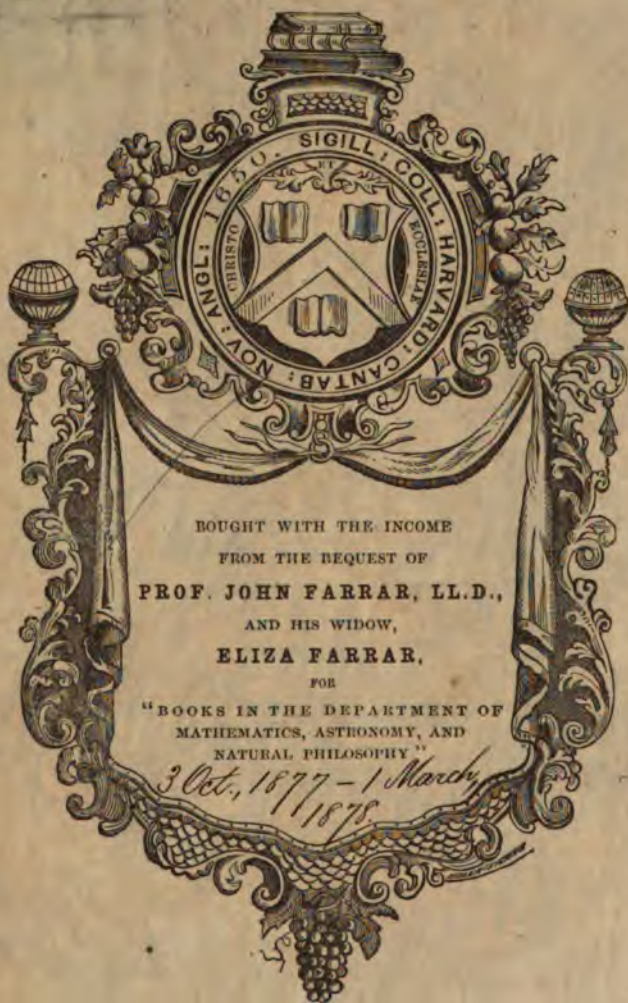 SIGILL: COLL: HARVARD: CANTAB: NOV: ANGL: 1650.
ET
CHRISTO
ECCLESIAE
BOUGHT WITH THE INCOME
FROM THE BEQUEST OF
PROF. JOHN FARRAR, LL.D.,
AND HIS WIDOW,
ELIZA FARRAR,
FOR
"BOOKS IN THE DEPARTMENT OF
MATHEMATICS, ASTRONOMY, AND
NATURAL PHILOSOPHY"
3 Oct., 1877 - 1 March,
1878.